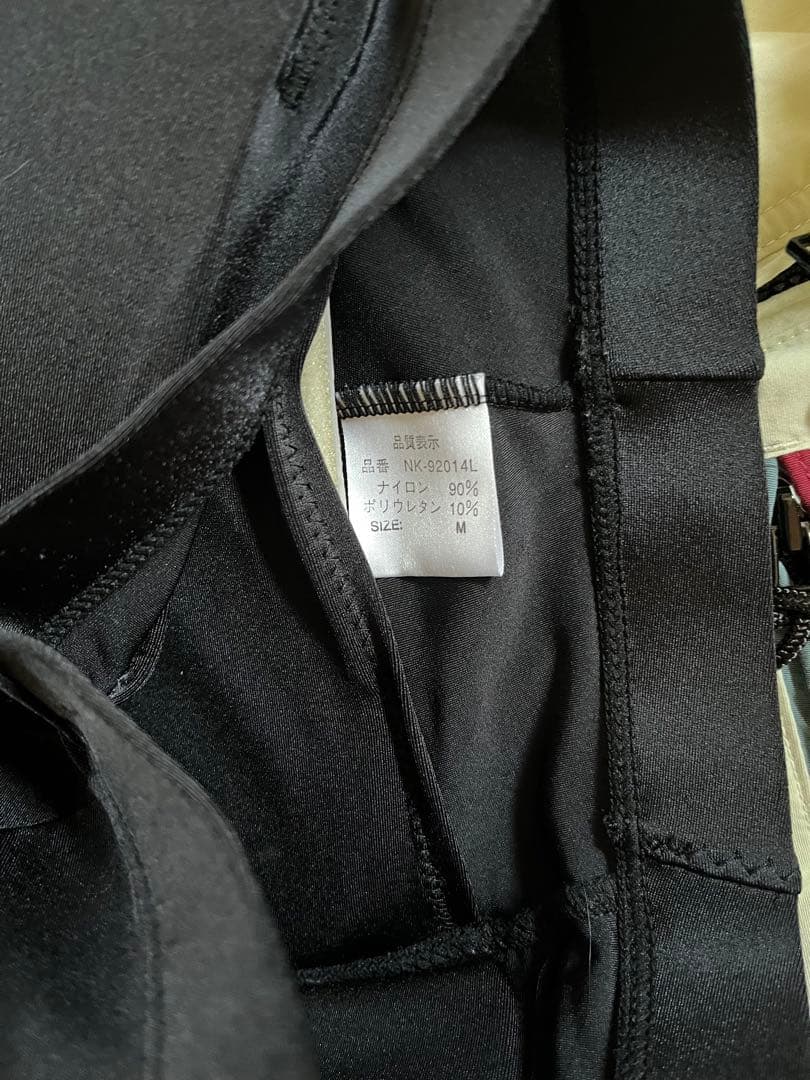 品質表示
品番 NK-92014L
ナイロン 90%
ポリウレタン 10%
SIZE: M